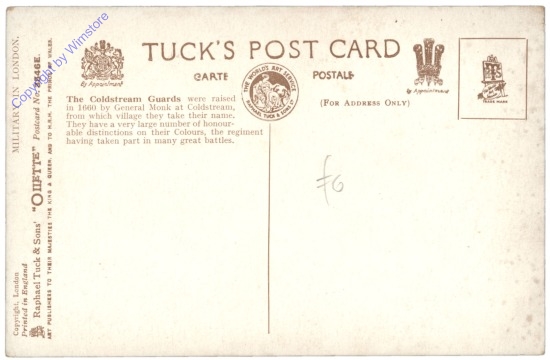 TUCK'S POST CARD
CARTE POSTALE
By Appointment
THE WORLD'S ART SERVICE
RAPHAEL TUCK & SONS LTD
By Appointment
TRADE MARK
(FOR ADDRESS ONLY)
The Coldstream Guards were raised
in 1660 by General Monk at Coldstream,
from which village they take their name.
They have a very large number of honour-
able distinctions on their Colours, the regiment
having taken part in many great battles.
£6
MILITARY IN LONDON.
Copyright, London
Printed in England
Raphael Tuck & Sons' "OILETTE" Postcard No.
ART PUBLISHERS TO THEIR MAJESTIES THE KING & QUEEN, AND TO H.R.H. THE PRINCE OF WALES.
Copyright by Wimstore